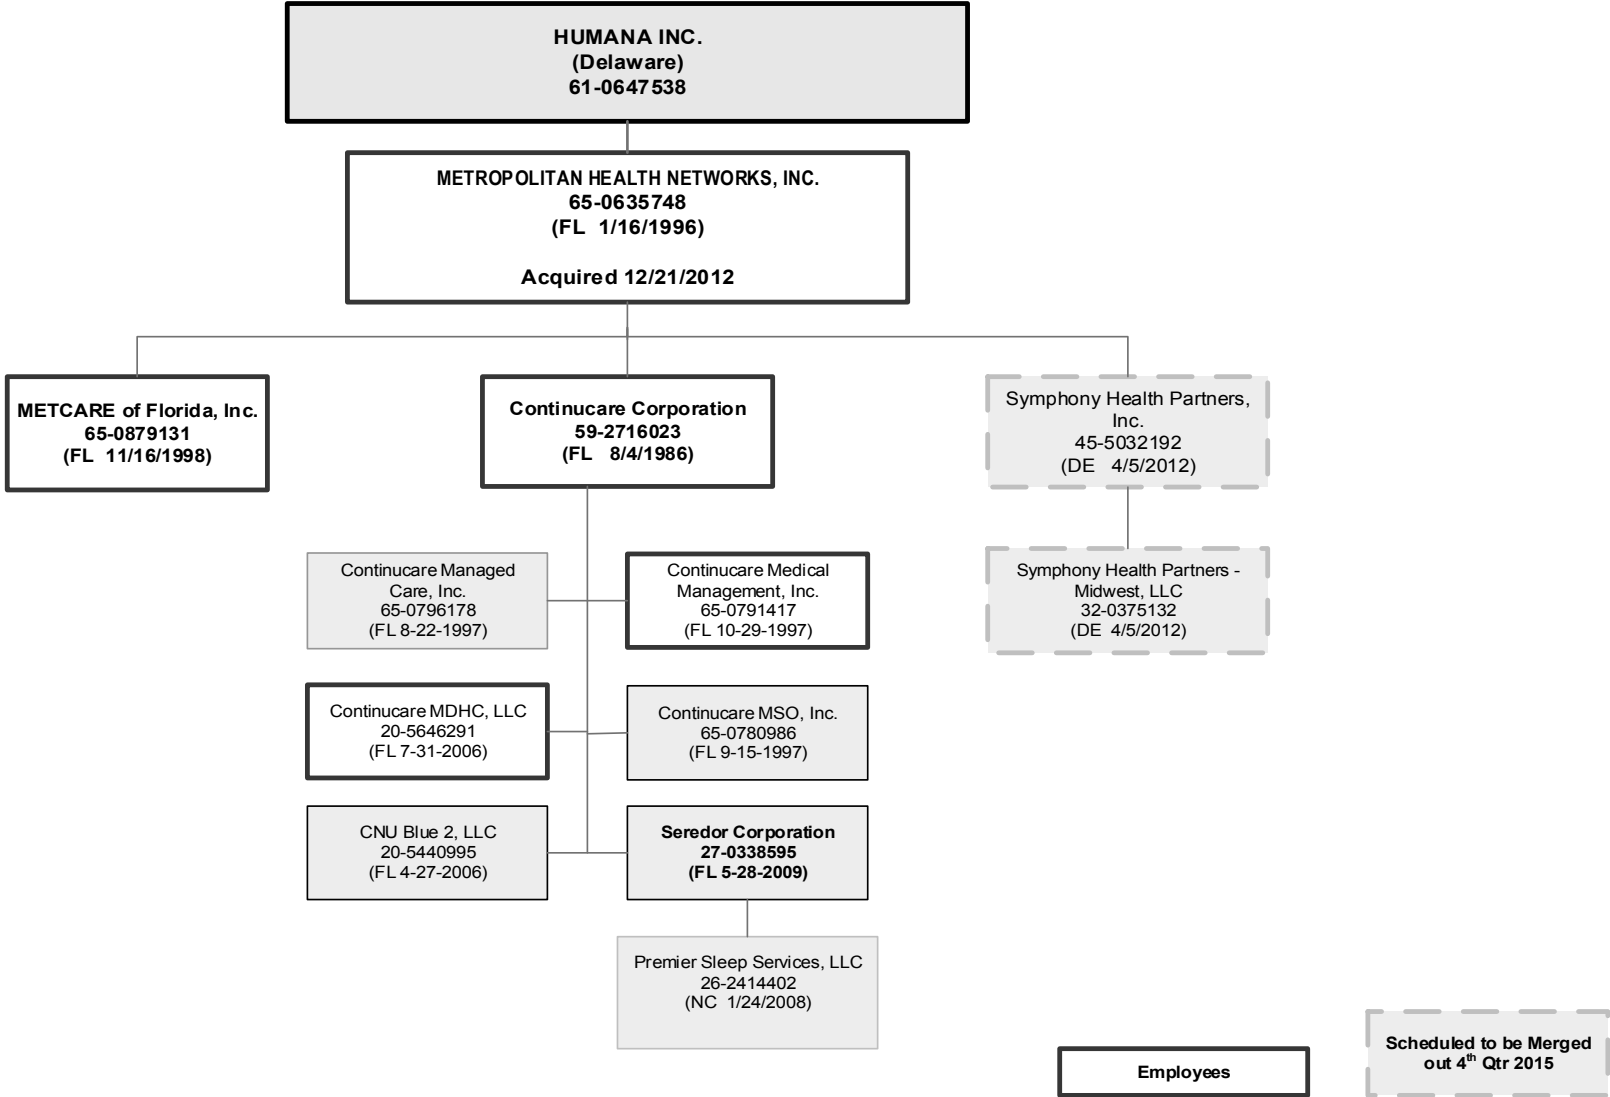 HUMANA INC.
(Delaware)
61-0647538
METROPOLITAN HEALTH NETWORKS, INC.
65-0635748
(FL 1/16/1996)
Acquired 12/21/2012
METCARE of Florida, Inc.
65-0879131
(FL 11/16/1998)
Continucare Corporation
59-2716023
(FL 8/4/1986)
Symphony Health Partners,
Inc.
45-5032192
(DE 4/5/2012)
Continucare Managed
Care, Inc.
65-0796178
(FL 8-22-1997)
Continucare Medical
Management, Inc.
65-0791417
(FL 10-29-1997)
Symphony Health Partners -
Midwest, LLC
32-0375132
(DE 4/5/2012)
Continucare MDHC, LLC
20-5646291
(FL 7-31-2006)
Continucare MSO, Inc.
65-0780986
(FL 9-15-1997)
CNU Blue 2, LLC
20-5440995
(FL 4-27-2006)
Seredor Corporation
27-0338595
(FL 5-28-2009)
Premier Sleep Services, LLC
26-2414402
(NC 1/24/2008)
Employees
Scheduled to be Merged
out 4th Qtr 2015